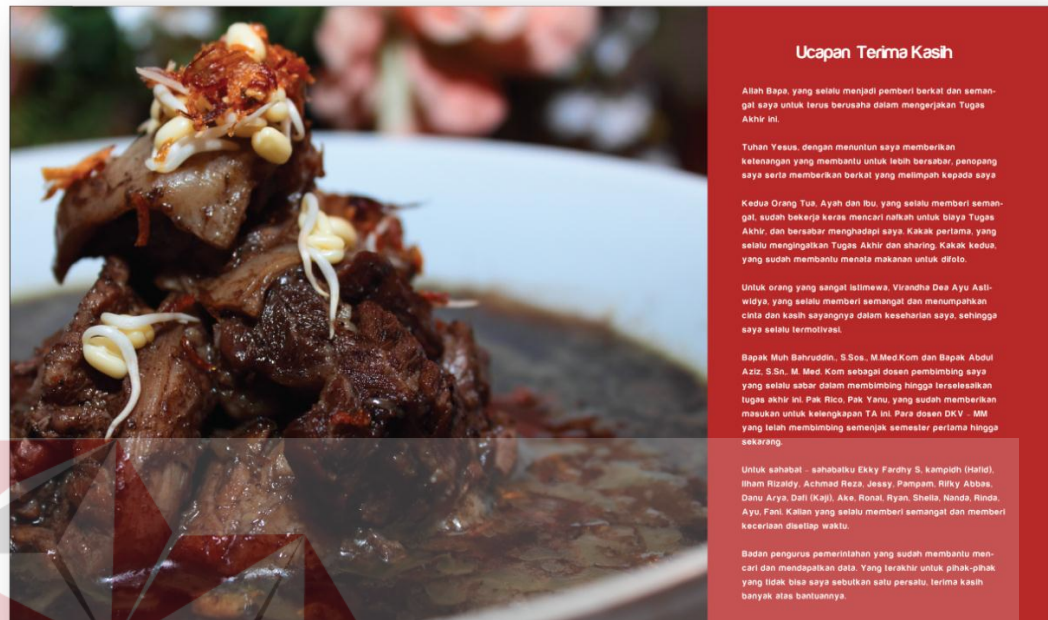 Ucapan Terima Kasih
Allah Bapa, yang selalu menjadi pemberi berkat dan seman-
gat saya untuk terus berusaha dalam mengerjakan Tugas
Akhir ini.
Tuhan Yesus, dengan menuntun saya memberikan
ketenangan yang membantu untuk lebih bersabar, penopang
saya serta memberikan berkat yang melimpah kepada saya
Kedua Orang Tua, Ayah dan Ibu, yang selalu memberi seman-
gat, sudah bekerja keras mencari nafkah untuk biaya Tugas
Akhir, dan bersabar menghadapi saya. Kakak pertama, yang
selalu mengingatkan Tugas Akhir dan sharing. Kakak kedua,
yang sudah membantu menata makanan untuk difoto.
Untuk orang yang sangat istimewa, Virandha Dea Ayu Asti-
widya, yang selalu memberi semangat dan menumpahkan
cinta dan kasih sayangnya dalam keseharian saya, sehingga
saya selalu termotivasi.
Bapak Muh Bahruddin., S.Sos., M.Med.Kom dan Bapak Abdul
Aziz, S.Sn,. M. Med. Kom sebagai dosen pembimbing saya
yang selalu sabar dalam membimbing hingga terselesaikan
tugas akhir ini. Pak Rico, Pak Yanu, yang sudah memberikan
masukan untuk kelengkapan TA ini. Para dosen DKV - MM
yang telah membimbing semenjak semester pertama hingga
sekarang.
Untuk sahabat - sahabatku Ekky Fardhy S, kampidh (Hafid),
Ilham Rizaldy, Achmad Reza, Jessy, Pampam, Rifky Abbas,
Danu Arya, Dafi (Kaji), Ake, Ronat, Ryan, Shella, Nanda, Rinda,
Ayu, Fani. Kalian yang selalu memberi semangat dan memberi
keceriaan disetiap waktu.
Badan pengurus pemerintahan yang sudah membantu men-
cari dan mendapatkan data. Yang terakhir untuk pihak-pihak
yang tidak bisa saya sebutkan satu persatu, terima kasih
banyak atas bantuannya.